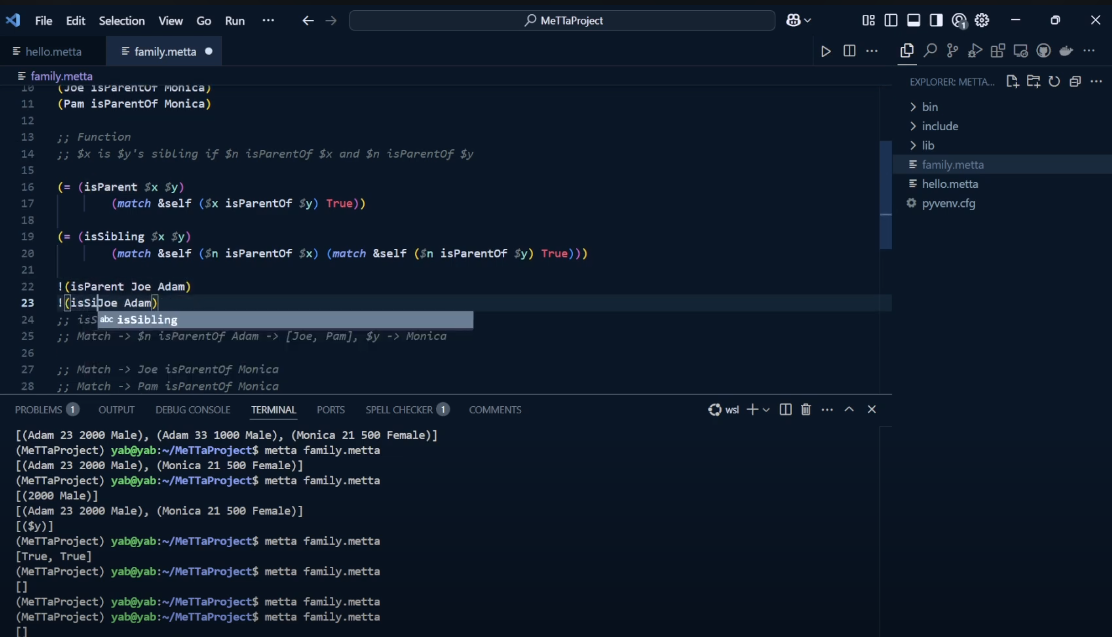 File Edit Selection View Go Run ··· MeTTaProject
hello.metta family.metta
family.metta
10 (Joe isParentOf Monica)
11 (Pam isParentOf Monica)
12
13 ;; Function
14 ;; $x is $y's sibling if $n isParentOf $x and $n isParentOf $y
15
16 (= (isParent $x $y)
17 (match &self ($x isParentOf $y) True))
18
19 (= (isSibling $x $y)
20 (match &self ($n isParentOf $x) (match &self ($n isParentOf $y) True)))
21
22 !(isParent Joe Adam)
23 !(isSiJoe Adam)
24 ;; isS
abc isSibling
25 ;; Match -> $n isParentOf Adam -> [Joe, Pam], $y -> Monica
26
27 ;; Match -> Joe isParentOf Monica
28 ;; Match -> Pam isParentOf Monica
EXPLORER: METTA...
bin
include
lib
family.metta
hello.metta
pyvenv.cfg
PROBLEMS 1 OUTPUT DEBUG CONSOLE TERMINAL PORTS SPELL CHECKER 1 COMMENTS wsl
[(Adam 23 2000 Male), (Adam 33 1000 Male), (Monica 21 500 Female)]
(MeTTaProject) yab@yab:~/MeTTaProject$ metta family.metta
[(Adam 23 2000 Male), (Monica 21 500 Female)]
(MeTTaProject) yab@yab:~/MeTTaProject$ metta family.metta
[(2000 Male)]
[(Adam 23 2000 Male), (Monica 21 500 Female)]
[($y)]
(MeTTaProject) yab@yab:~/MeTTaProject$ metta family.metta
[True, True]
(MeTTaProject) yab@yab:~/MeTTaProject$ metta family.metta
[]
(MeTTaProject) yab@yab:~/MeTTaProject$ metta family.metta
(MeTTaProject) yab@yab:~/MeTTaProject$ metta family.metta
[]